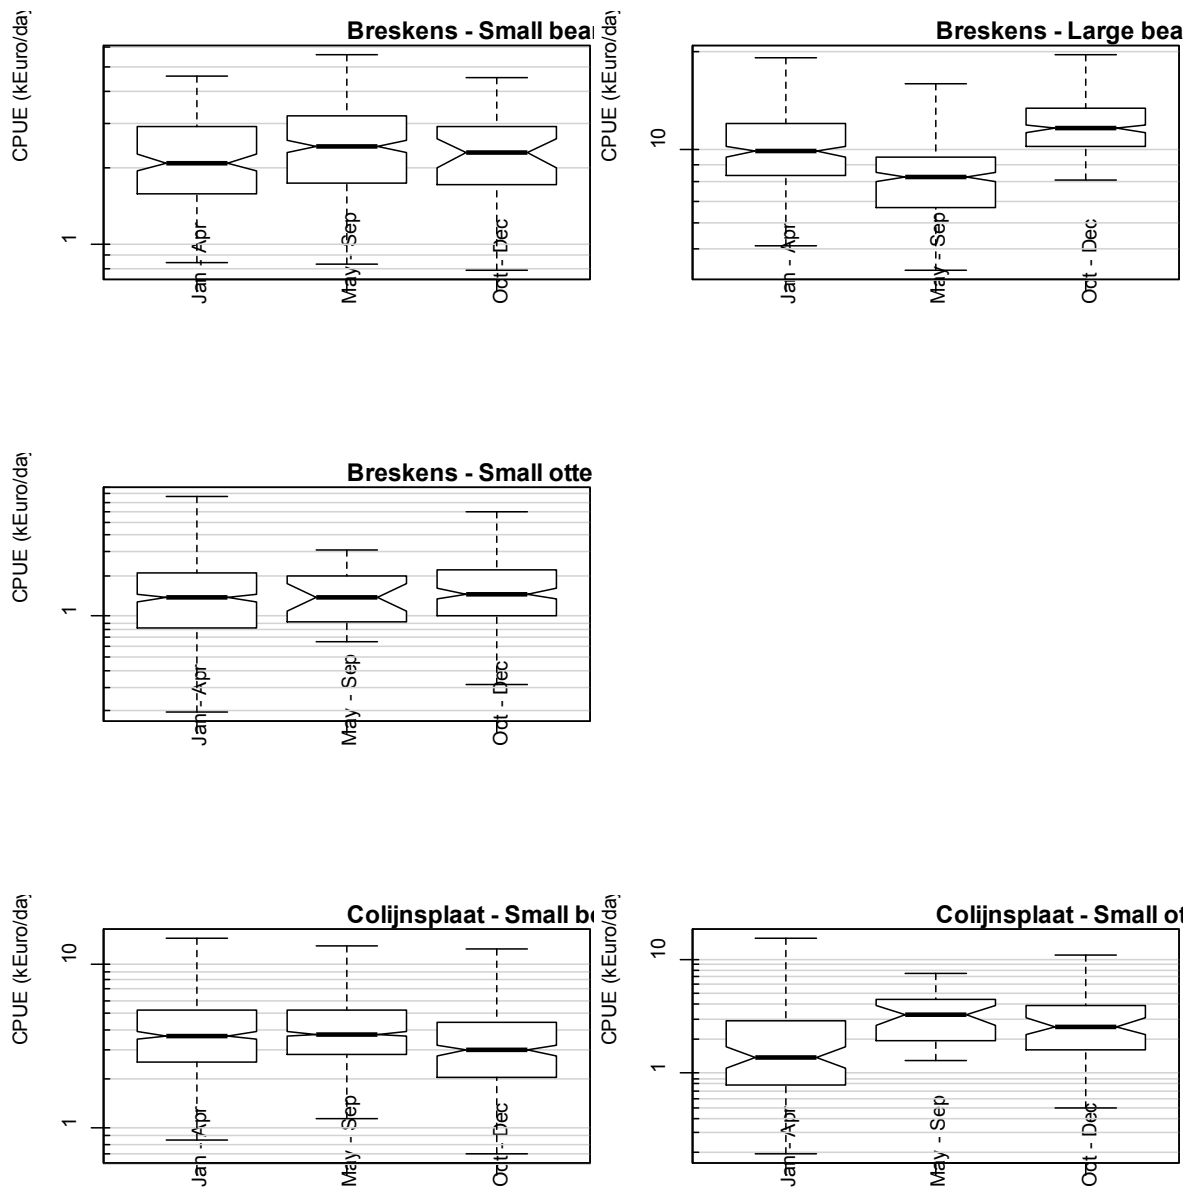 Breskens - Small bea
CPUE (kEuro/day
1
Jan - Apr
May - Sep
Oct - Dec
Breskens - Large bea
CPUE (kEuro/day
10
Jan - Apr
May - Sep
Oct - Dec
Breskens - Small otte
CPUE (kEuro/day
1
Jan - Apr
May - Sep
Oct - Dec
Colijnsplaat - Small be
CPUE (kEuro/day
10
1
Jan - Apr
May - Sep
Oct - Dec
Colijnsplaat - Small ot
CPUE (kEuro/day
10
1
Jan - Apr
May - Sep
Oct - Dec